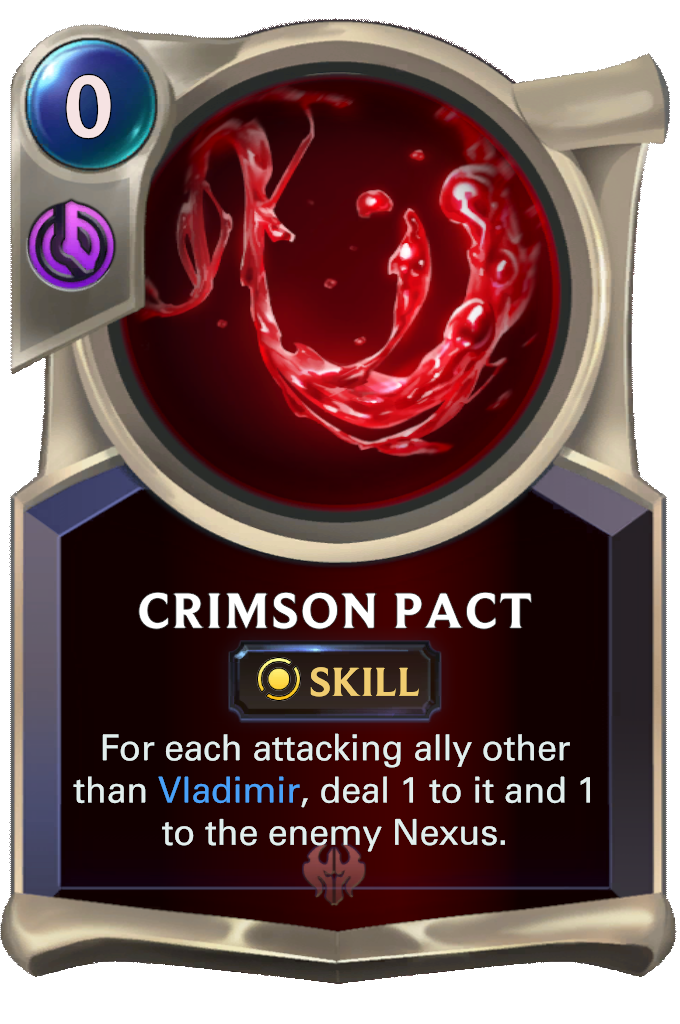 0
CRIMSON PACT
SKILL
For each attacking ally other
than Vladimir, deal 1 to it and 1
to the enemy Nexus.